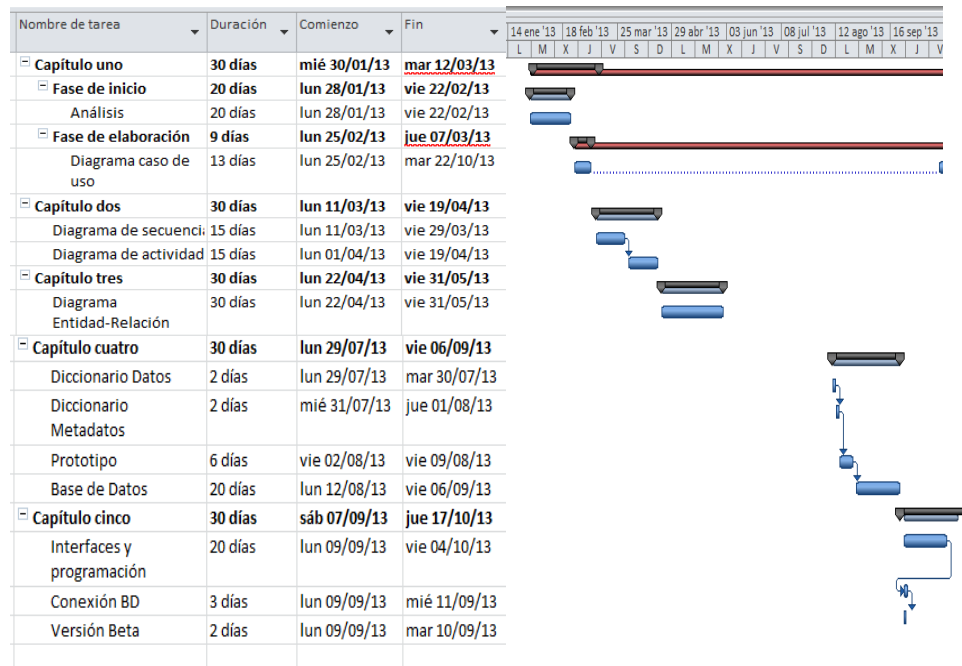 Nombre de tarea Duración Comienzo Fin
14 ene '13 18 feb '13 25 mar '13 29 abr '13 03 jun '13 08 jul '13 12 ago '13 16 sep '13
L M X J V S D L M X J V S D L M X J V
Capítulo uno 30 días mié 30/01/13 mar 12/03/13
Fase de inicio 20 días lun 28/01/13 vie 22/02/13
Análisis 20 días lun 28/01/13 vie 22/02/13
Fase de elaboración 9 días lun 25/02/13 jue 07/03/13
Diagrama caso de 13 días lun 25/02/13 mar 22/10/13
uso
Capítulo dos 30 días lun 11/03/13 vie 19/04/13
Diagrama de secuenci 15 días lun 11/03/13 vie 29/03/13
Diagrama de actividad 15 días lun 01/04/13 vie 19/04/13
Capítulo tres 30 días lun 22/04/13 vie 31/05/13
Diagrama 30 días lun 22/04/13 vie 31/05/13
Entidad-Relación
Capítulo cuatro 30 días lun 29/07/13 vie 06/09/13
Diccionario Datos 2 días lun 29/07/13 mar 30/07/13
Diccionario 2 días mié 31/07/13 jue 01/08/13
Metadatos
Prototipo 6 días vie 02/08/13 vie 09/08/13
Base de Datos 20 días lun 12/08/13 vie 06/09/13
Capítulo cinco 30 días sáb 07/09/13 jue 17/10/13
Interfaces y 20 días lun 09/09/13 vie 04/10/13
programación
Conexión BD 3 días lun 09/09/13 mié 11/09/13
Versión Beta 2 días lun 09/09/13 mar 10/09/13